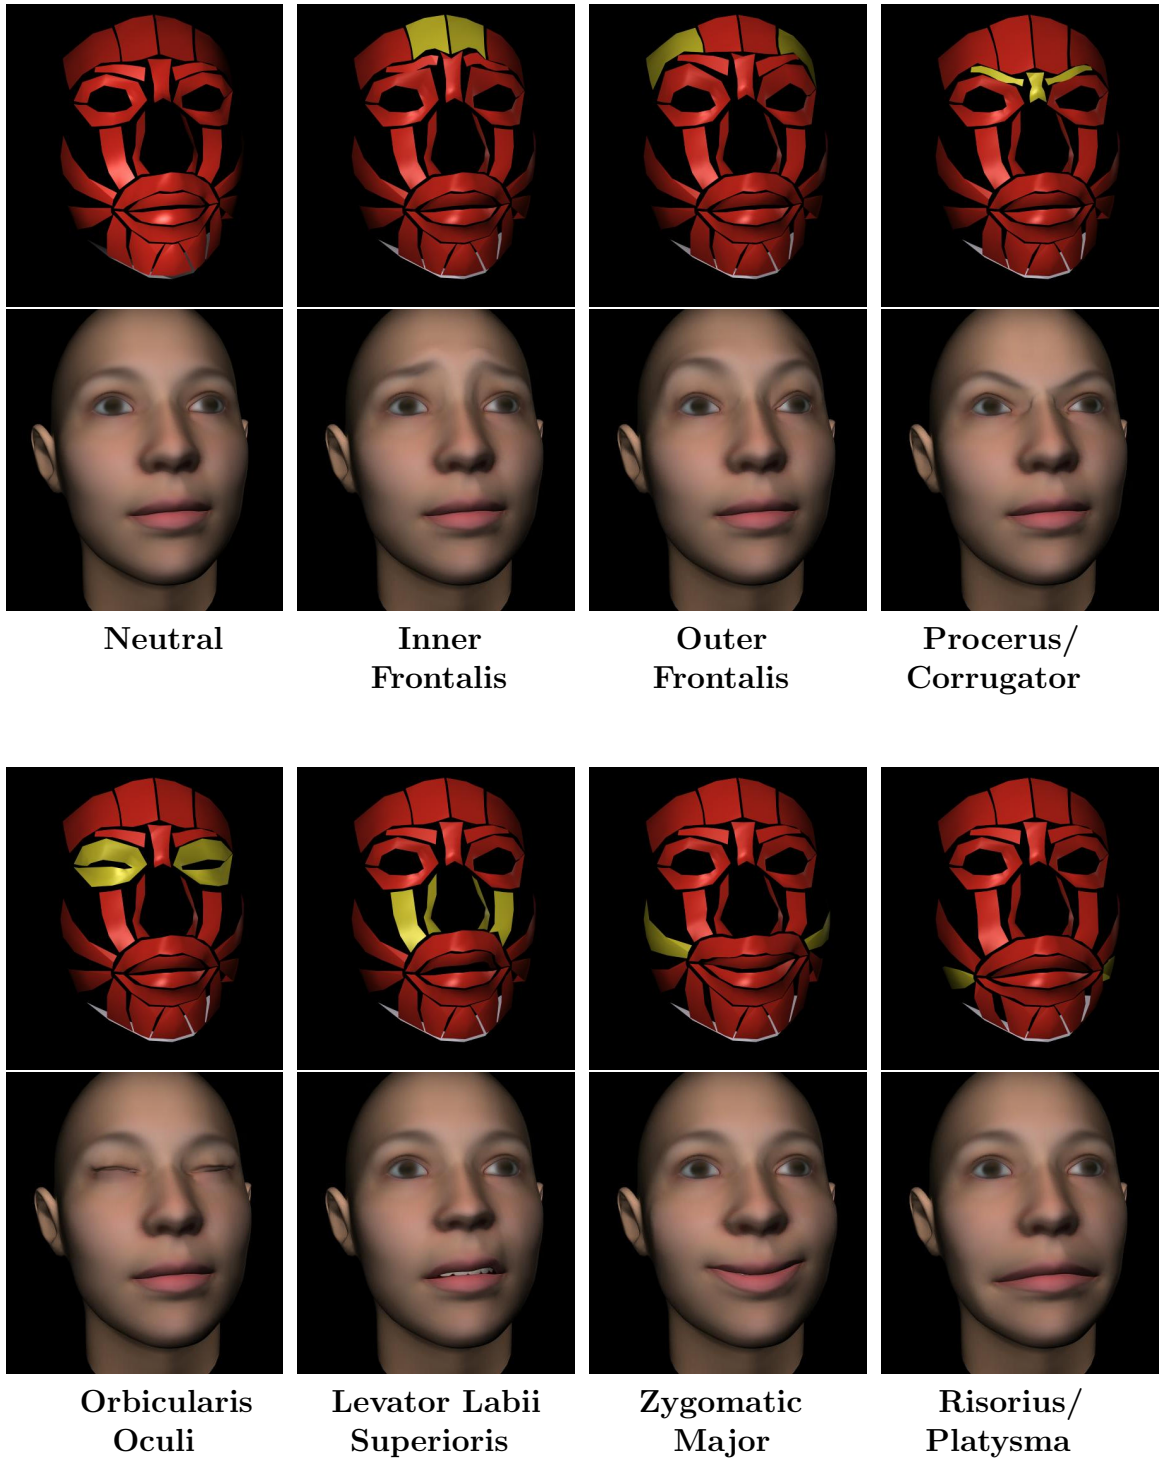 Neutral
Inner
Frontalis
Outer
Frontalis
Procerus/
Corrugator
Orbicularis
Oculi
Levator Labii
Superioris
Zygomatic
Major
Risorius/
Platysma